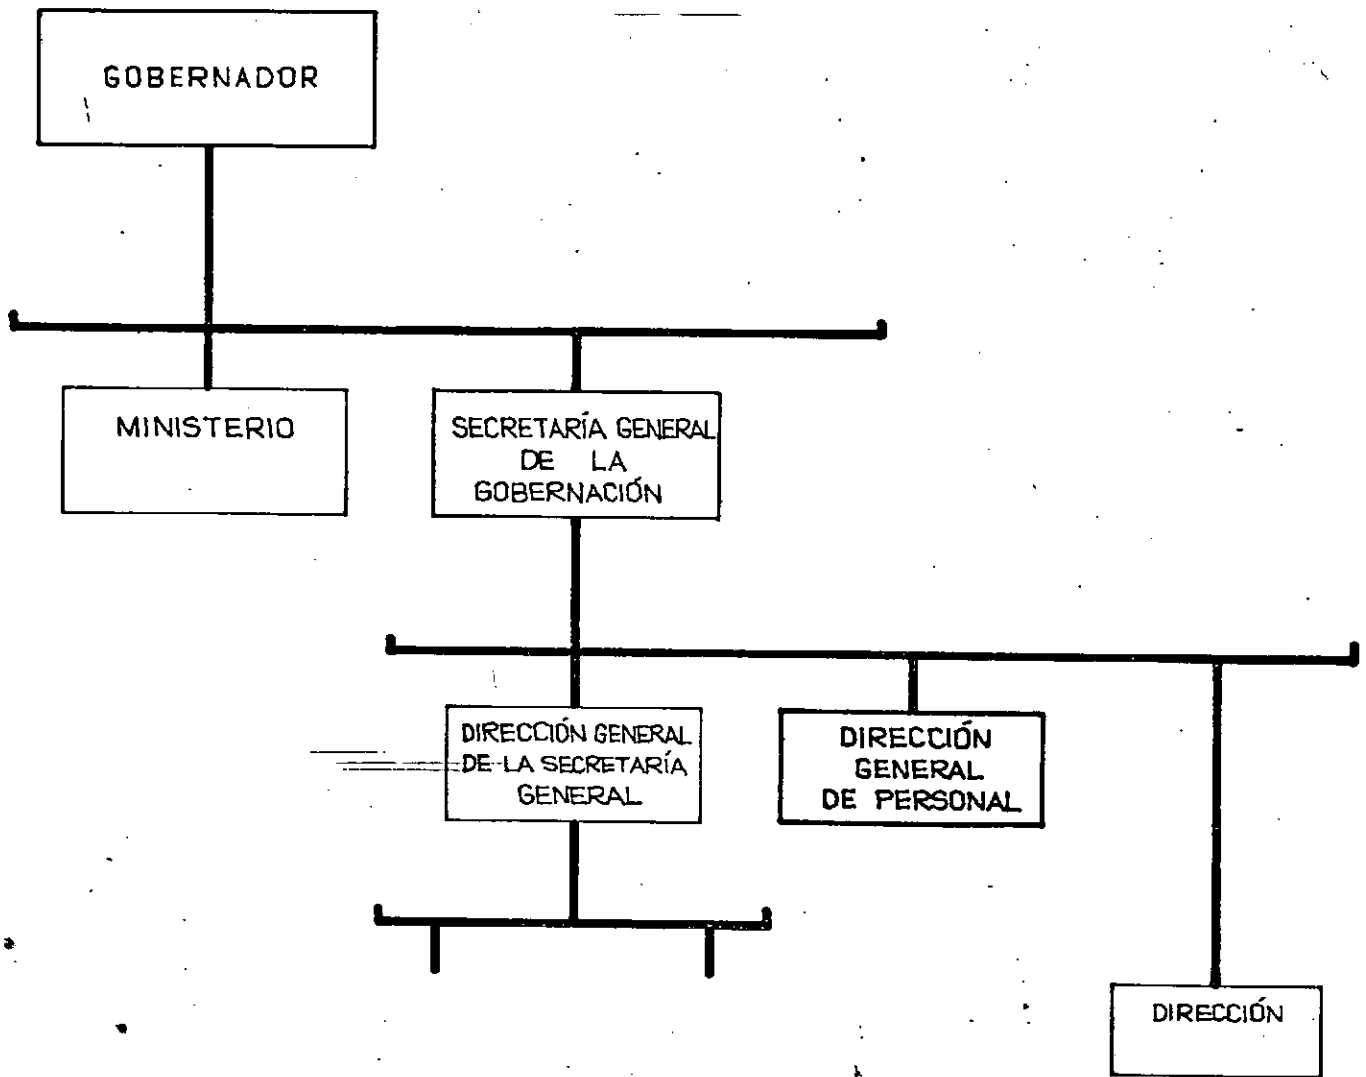 GOBERNADOR
MINISTERIO
SECRETARÍA GENERAL
DE LA
GOBERNACIÓN
DIRECCIÓN GENERAL
DE LA SECRETARÍA
GENERAL
DIRECCIÓN
GENERAL
DE PERSONAL
DIRECCIÓN